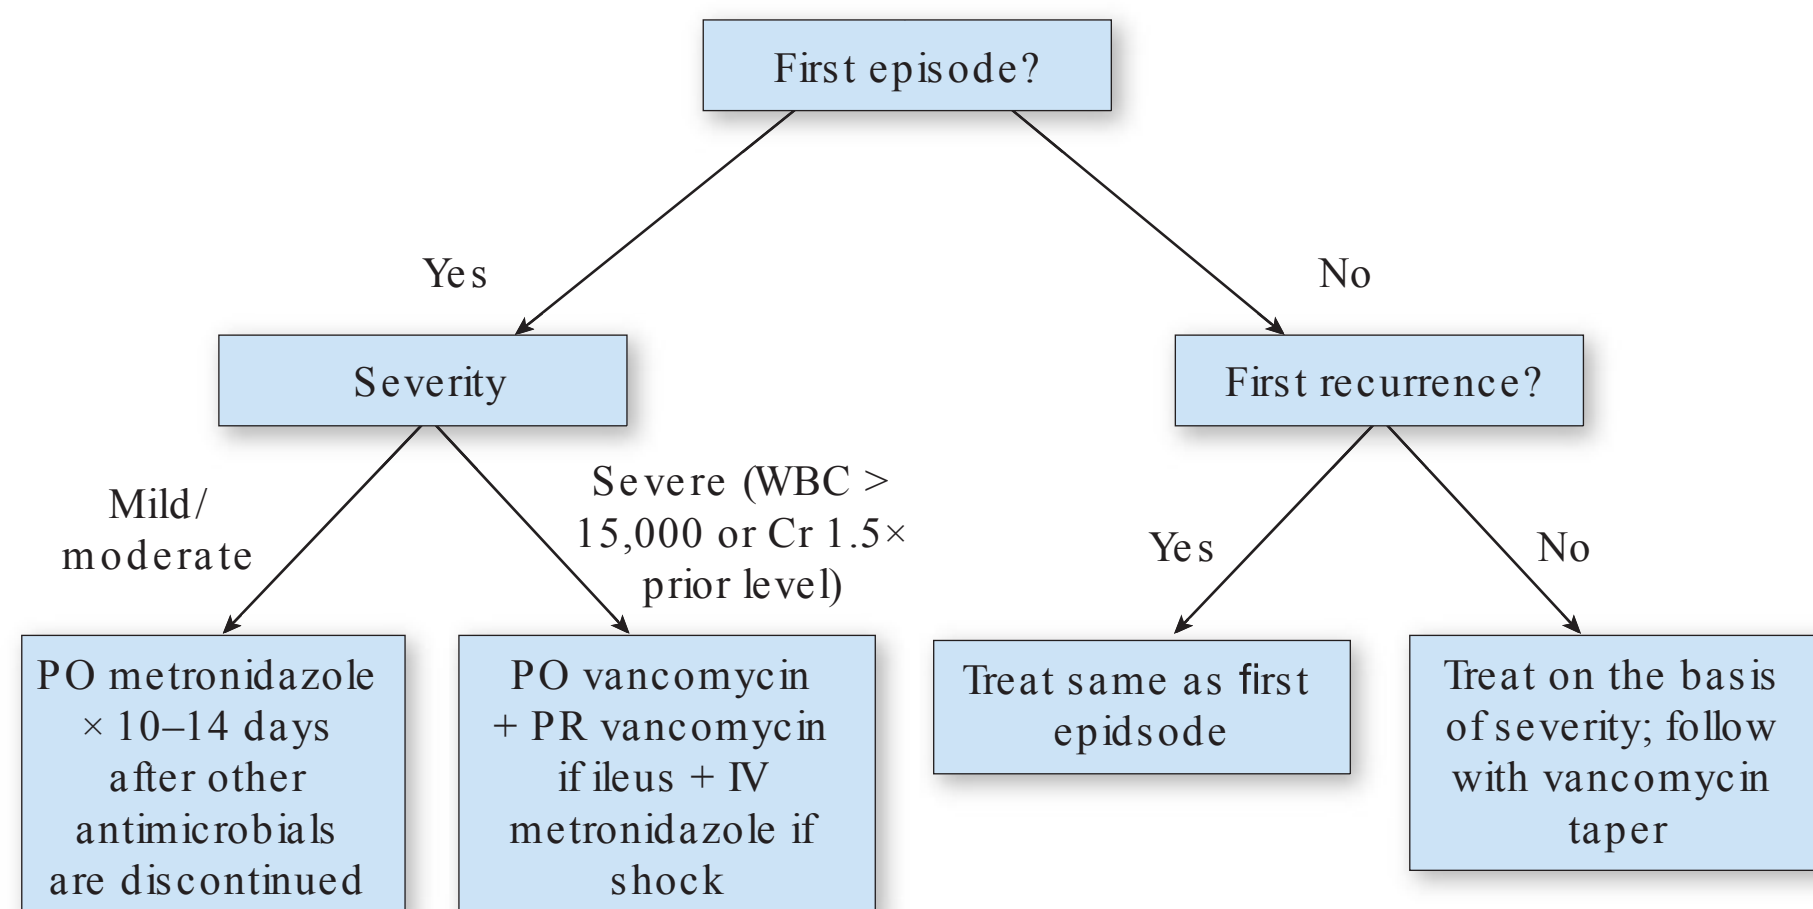 First episode?
Yes
No
Severity
First recurrence?
Mild/
moderate
Severe (WBC >
15,000 or Cr 1.5×
prior level)
Yes
No
PO metronidazole
× 10–14 days
after other
antimicrobials
are discontinued
PO vancomycin
+ PR vancomycin
if ileus + IV
metronidazole if
shock
Treat same as first
epidsode
Treat on the basis
of severity; follow
with vancomycin
taper